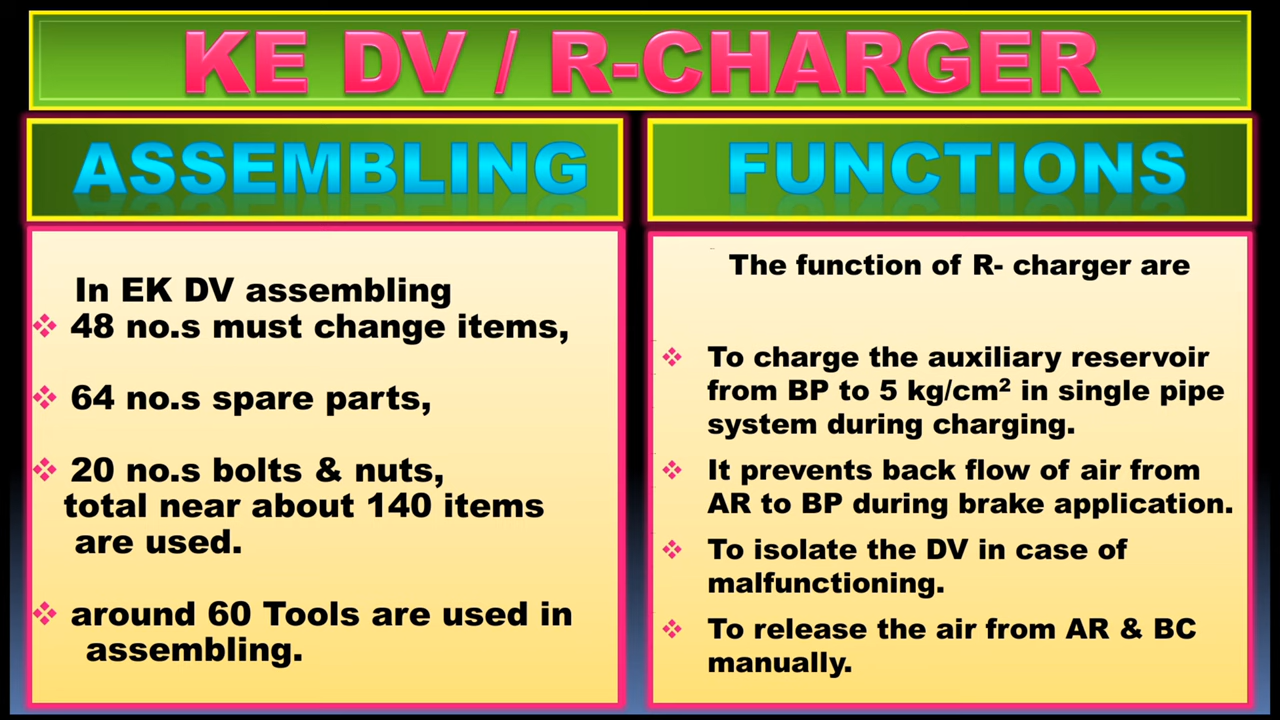 KE DV / R-CHARGER
ASSEMBLING
In EK DV assembling
❖ 48 no.s must change items,
❖ 64 no.s spare parts,
❖ 20 no.s bolts & nuts,
total near about 140 items
are used.
❖ around 60 Tools are used in
assembling.
FUNCTIONS
The function of R- charger are
❖ To charge the auxiliary reservoir
from BP to 5 kg/cm² in single pipe
system during charging.
❖ It prevents back flow of air from
AR to BP during brake application.
❖ To isolate the DV in case of
malfunctioning.
❖ To release the air from AR & BC
manually.